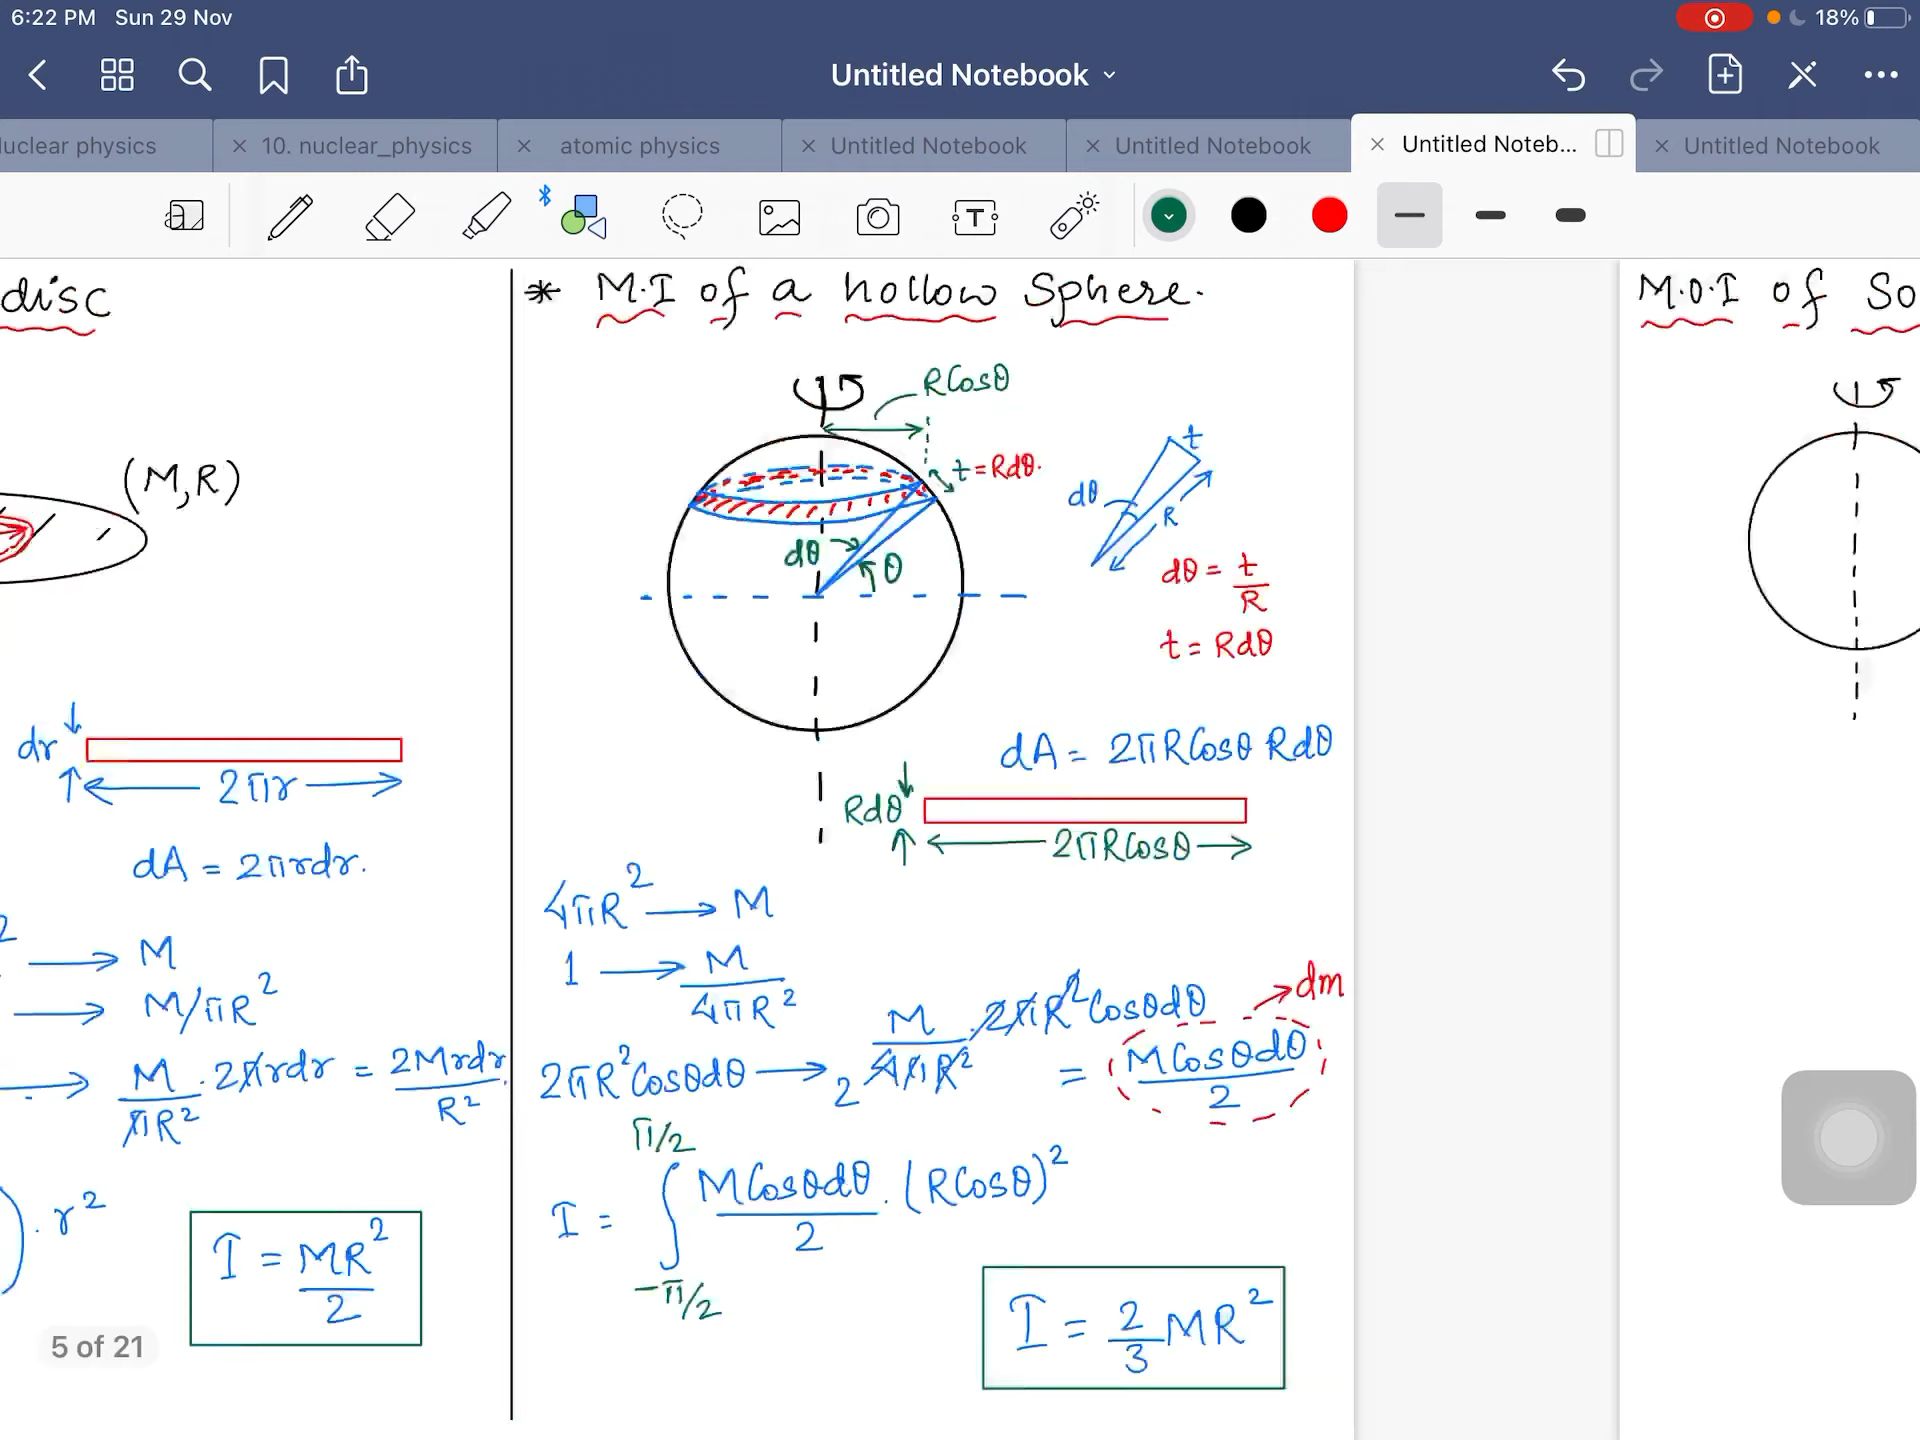 6:22 PM Sun 29 Nov
18%
Untitled Notebook
luclear physics
10. nuclear_physics
atomic physics
Untitled Notebook
Untitled Notebook
Untitled Noteb...
Untitled Notebook
disc
(M,R)
dr
2πr
dA = 2πrdr.
2
→ M
→ M/πR²
→ M/πR² · 2πrdr = 2Mrdr/R²
) · r²
I = MR²/2
5 of 21
* M.I of a hollow Sphere.
RCosθ
t = Rdθ.
t
dθ
R
dθ
θ
dθ = t/R
t = Rdθ
dA = 2πRCosθ Rdθ
Rdθ
2πRCosθ
4πR² → M
1 → M/4πR²
2πR²Cosθdθ → M/4πR² · 2πR²Cosθdθ = MCosθdθ/2 → dm
2
π/2
I = ∫ MCosθdθ/2 · (RCosθ)²
-π/2
I = 2/3 MR²
M.O.I of So